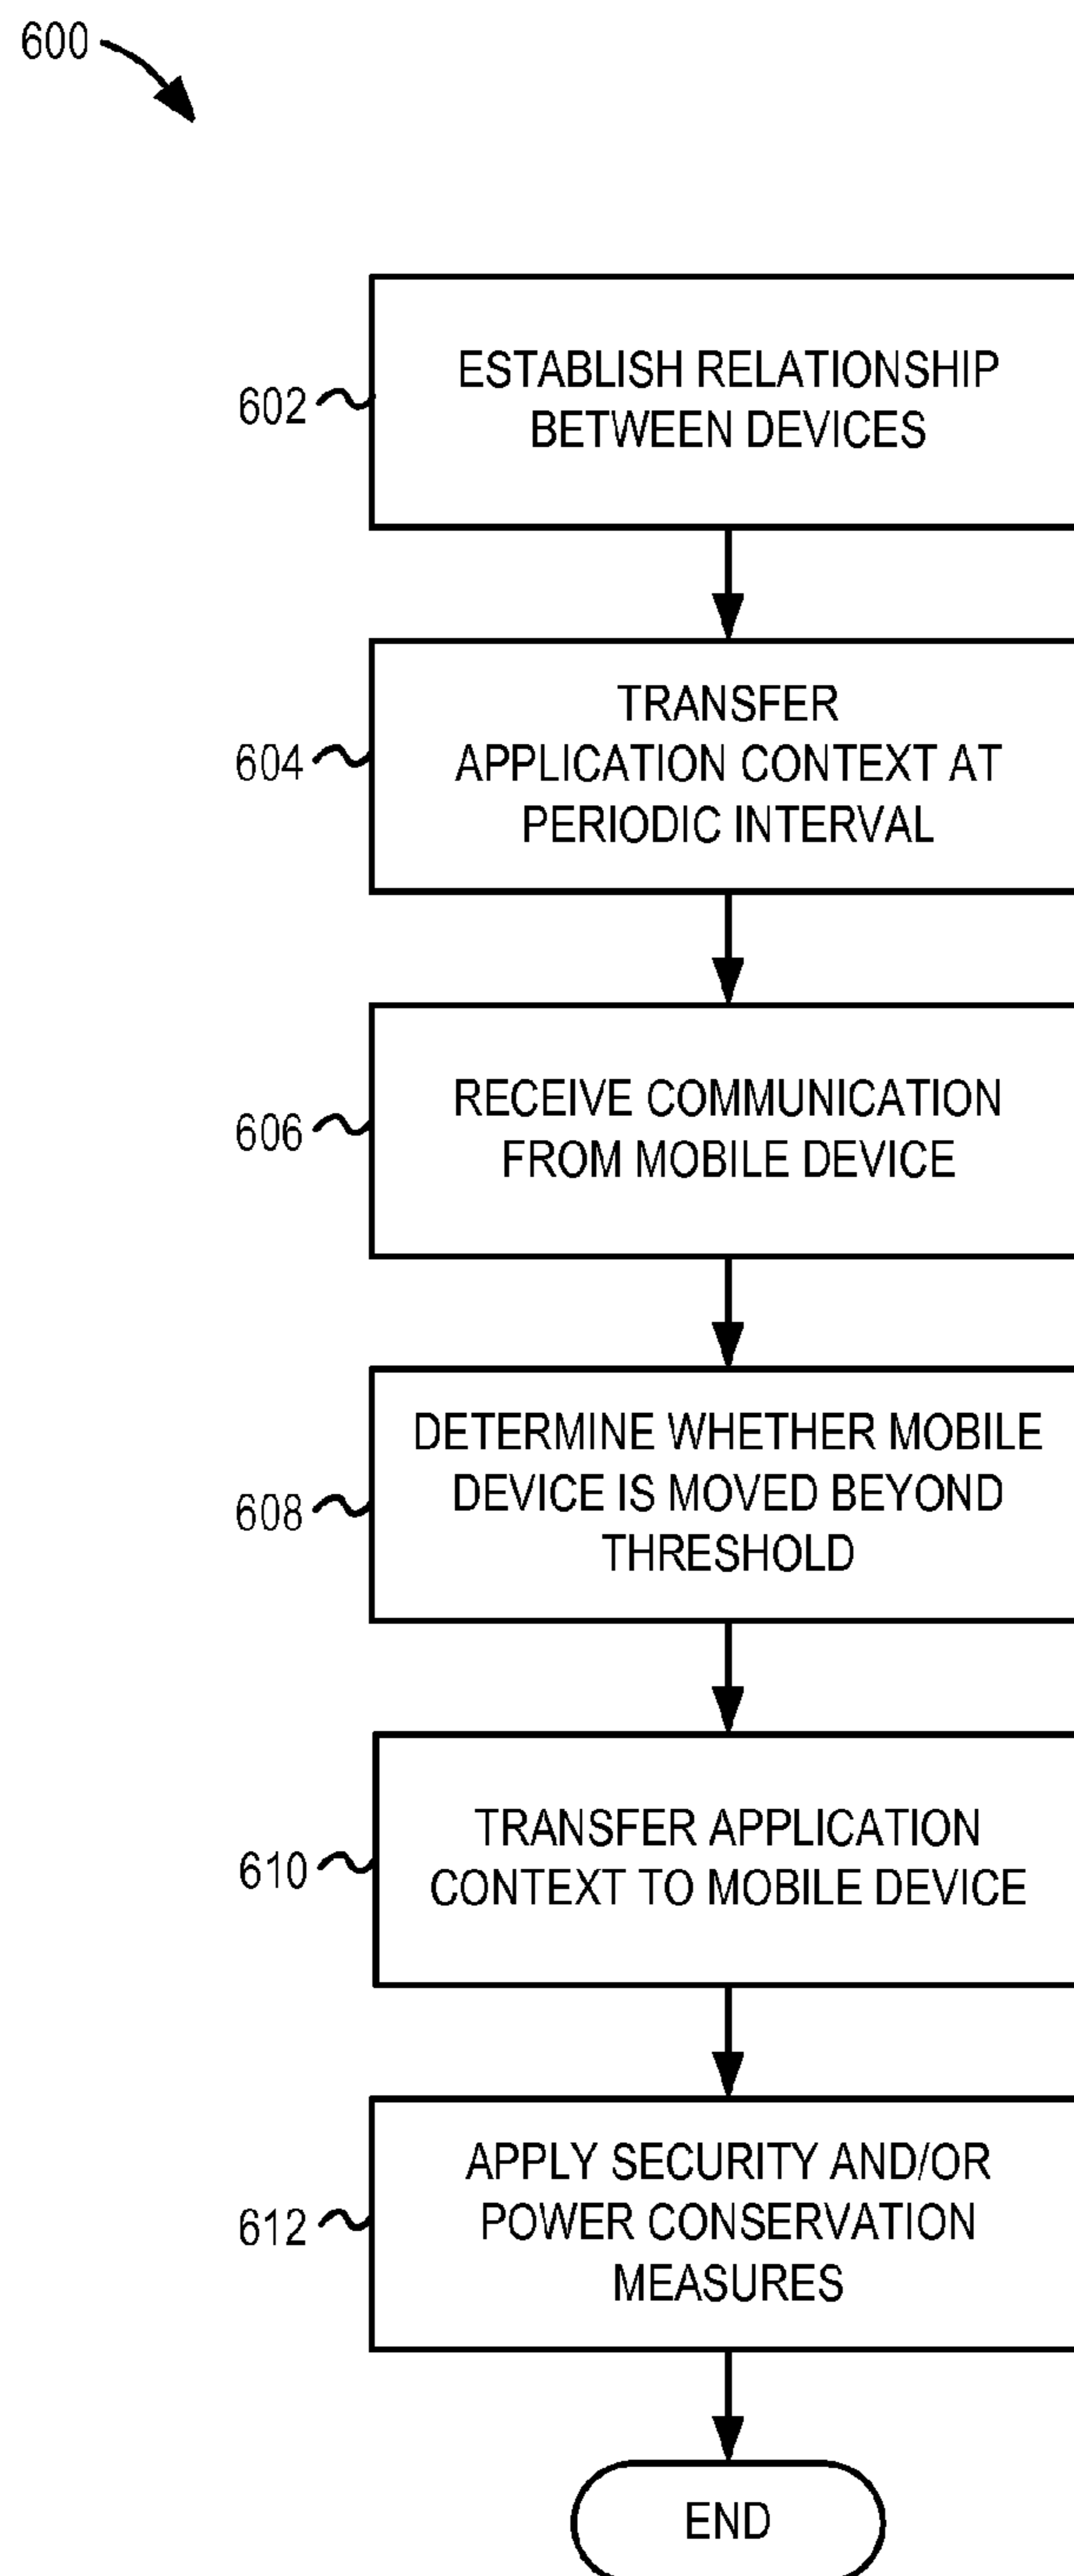 600
602
ESTABLISH RELATIONSHIP
BETWEEN DEVICES
604
TRANSFER
APPLICATION CONTEXT AT
PERIODIC INTERVAL
606
RECEIVE COMMUNICATION
FROM MOBILE DEVICE
608
DETERMINE WHETHER MOBILE
DEVICE IS MOVED BEYOND
THRESHOLD
610
TRANSFER APPLICATION
CONTEXT TO MOBILE DEVICE
612
APPLY SECURITY AND/OR
POWER CONSERVATION
MEASURES
END